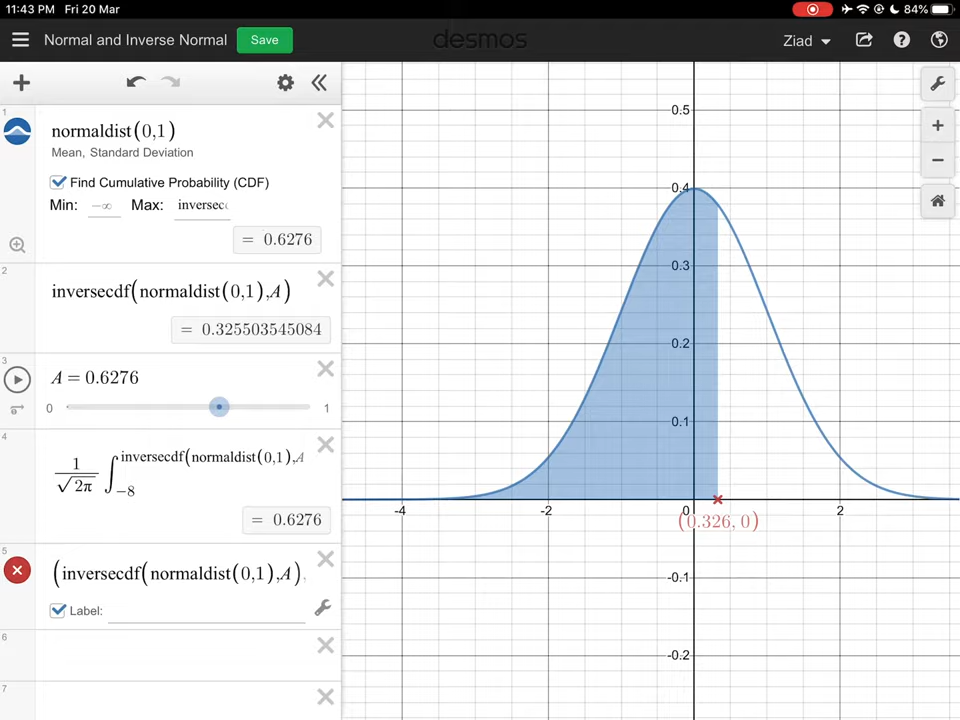 11:43 PM Fri 20 Mar 84%
Normal and Inverse Normal Save desmos Ziad
1
normaldist(0,1)
Mean, Standard Deviation
Find Cumulative Probability (CDF)
Min: −∞ Max: inversec
= 0.6276
2
inversecdf(normaldist(0,1),A)
= 0.325503545084
3
A = 0.6276
0 1
4
1/√2π ∫_−8^inversecdf(normaldist(0,1),A
= 0.6276
5
(inversecdf(normaldist(0,1),A),
Label:
6
7
0.5
0.4
0.3
0.2
0.1
-4 -2 0 2
(0.326, 0)
-0.1
-0.2